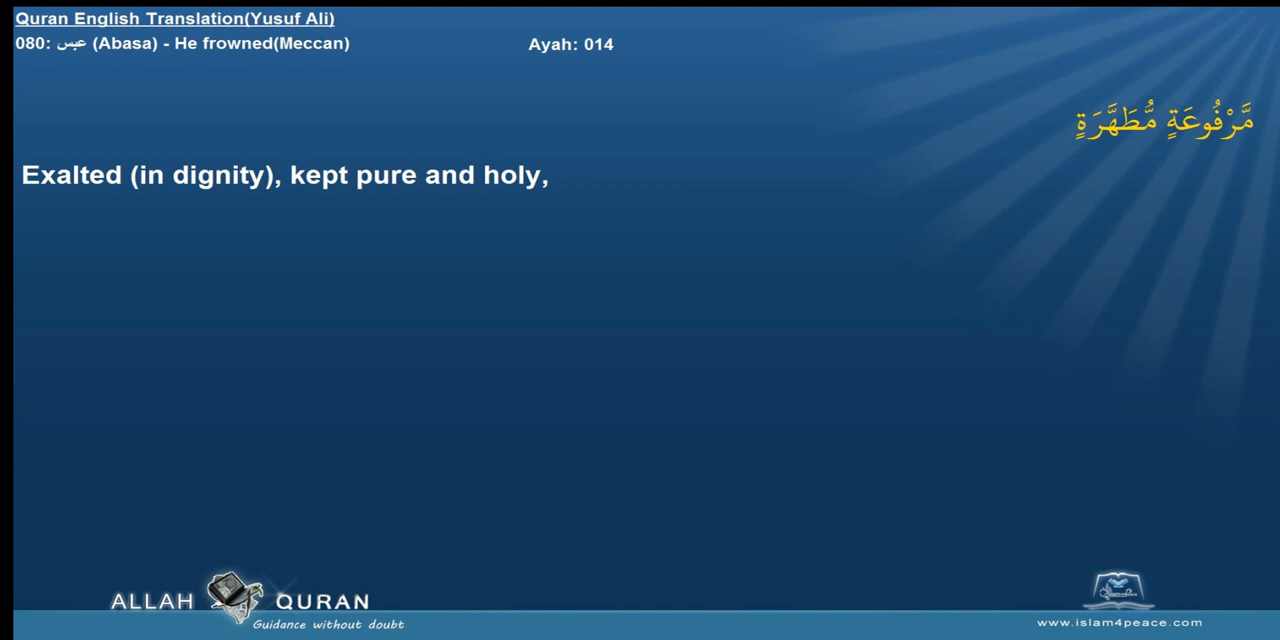 Quran English Translation(Yusuf Ali)
080: عبس (Abasa) - He frowned(Meccan)
Ayah: 014
مَّرْفُوعَةٍ مُّطَهَّرَةٍ
Exalted (in dignity), kept pure and holy,
ALLAH QURAN
Guidance without doubt
www.islam4peace.com